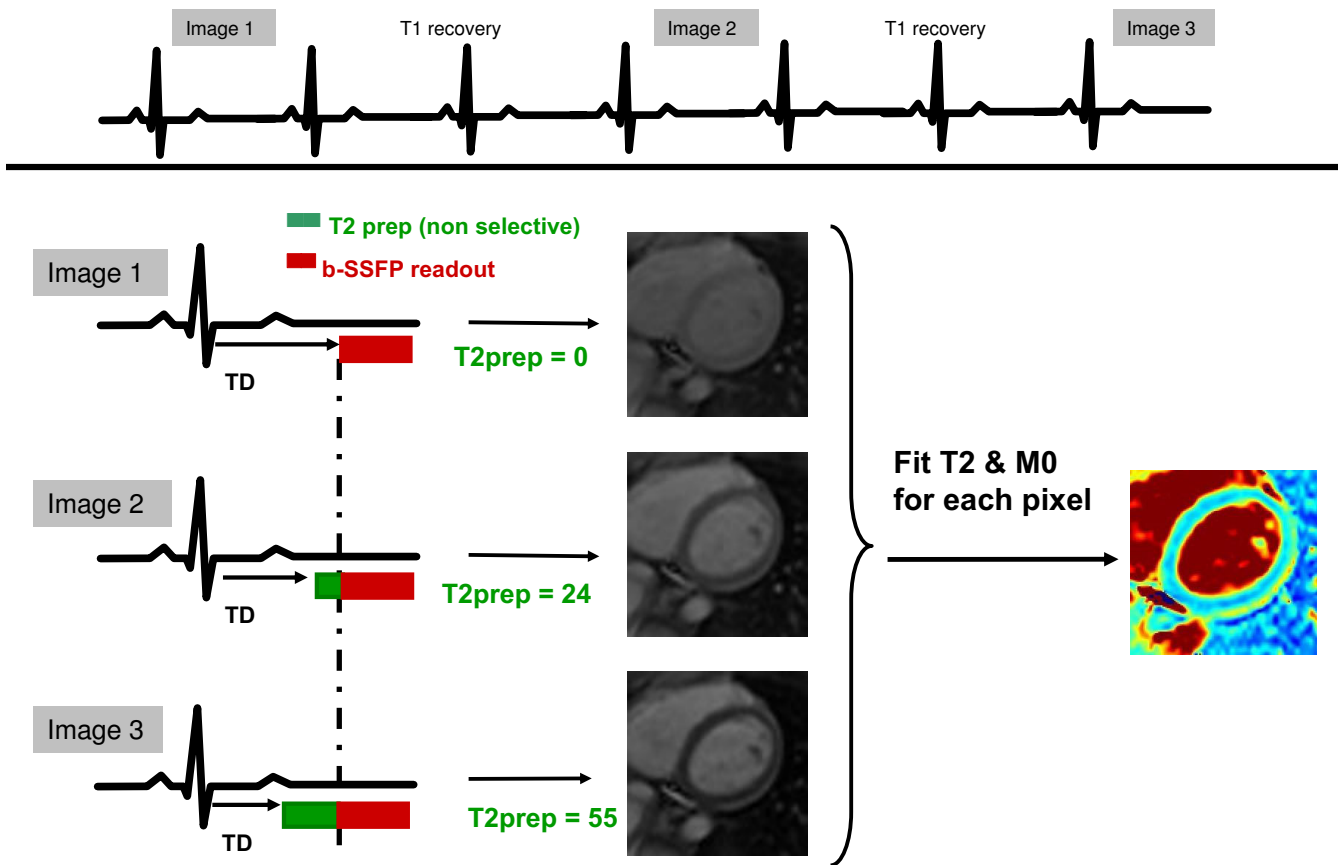 Image 1
T1 recovery
Image 2
T1 recovery
Image 3
T2 prep (non selective)
b-SSFP readout
Image 1
TD
T2prep = 0
Image 2
TD
T2prep = 24
Fit T2 & M0
for each pixel
Image 3
TD
T2prep = 55